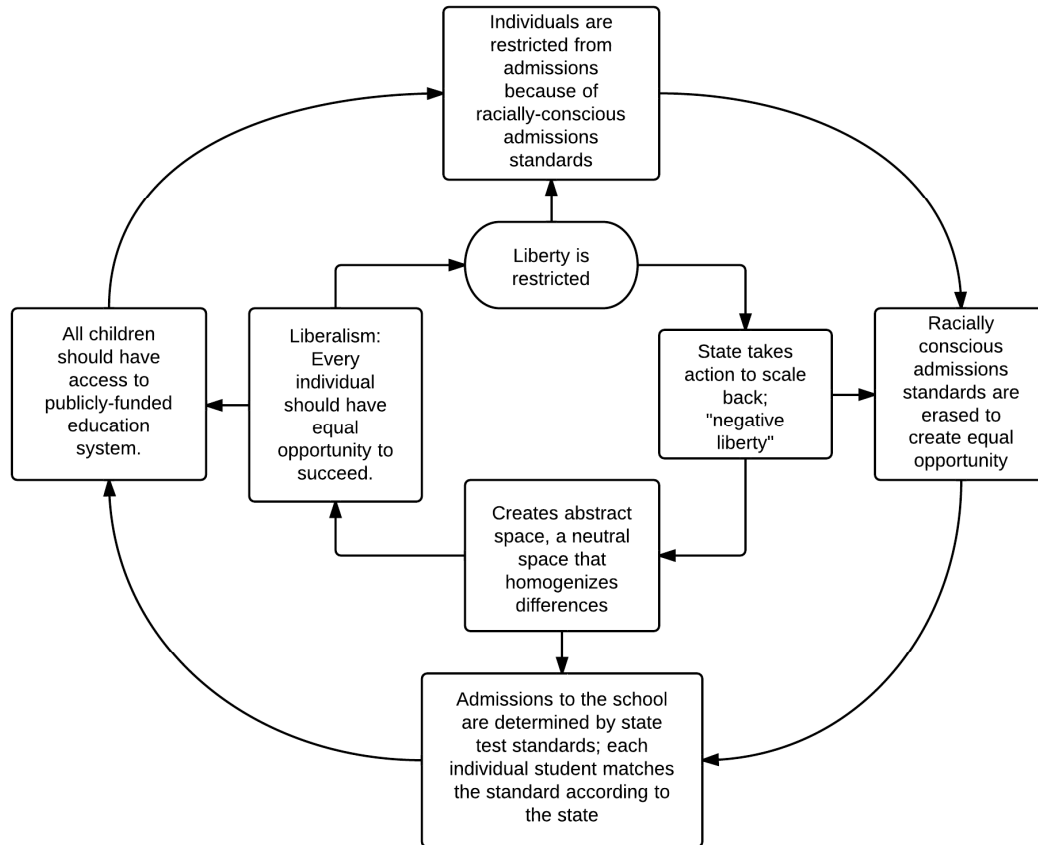 Individuals are
restricted from
admissions
because of
racially-conscious
admissions
standards
Liberty is
restricted
All children
should have
access to
publicly-funded
education
system.
Liberalism:
Every
individual
should have
equal
opportunity to
succeed.
State takes
action to scale
back;
"negative
liberty"
Racially
conscious
admissions
standards are
erased to
create equal
opportunity
Creates abstract
space, a neutral
space that
homogenizes
differences
Admissions to the school
are determined by state
test standards; each
individual student matches
the standard according to
the state